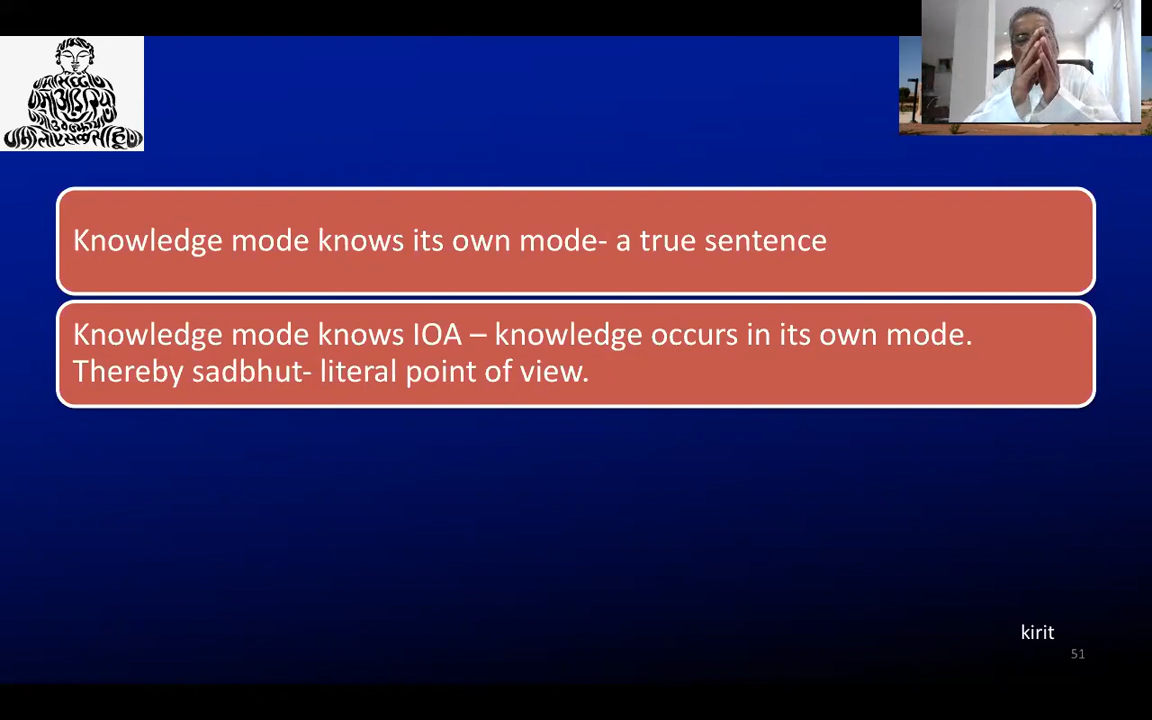 Knowledge mode knows its own mode- a true sentence
Knowledge mode knows IOA – knowledge occurs in its own mode.
Thereby sadbhut- literal point of view.
kirit
51